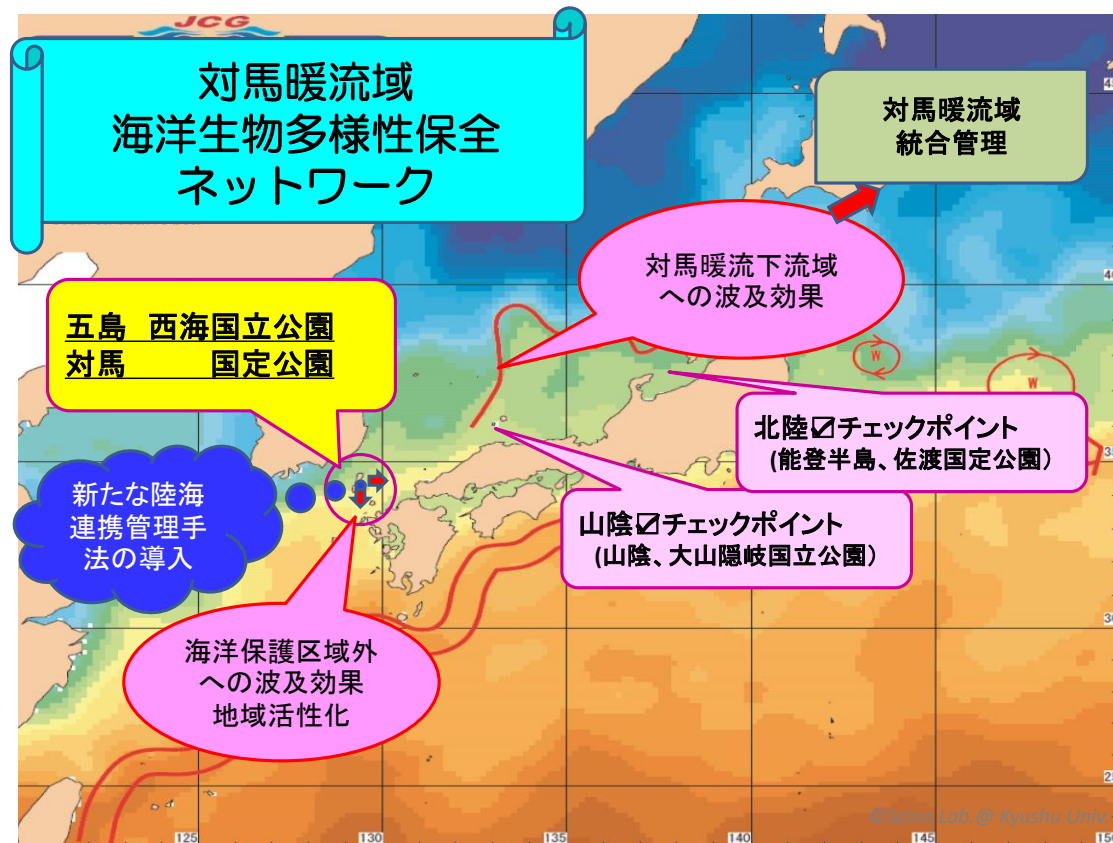 JCG
対馬暖流域
海洋生物多様性保全
ネットワーク
対馬暖流域
統合管理
対馬暖流下流域
への波及効果
五島 西海国立公園
対馬 国定公園
W
W
北陸☑チェックポイント
(能登半島、佐渡国定公園)
新たな陸海
連携管理手
法の導入
山陰☑チェックポイント
(山陰、大山隠岐国立公園)
海洋保護区域外
への波及効果
地域活性化
125
130
135
140
145
150